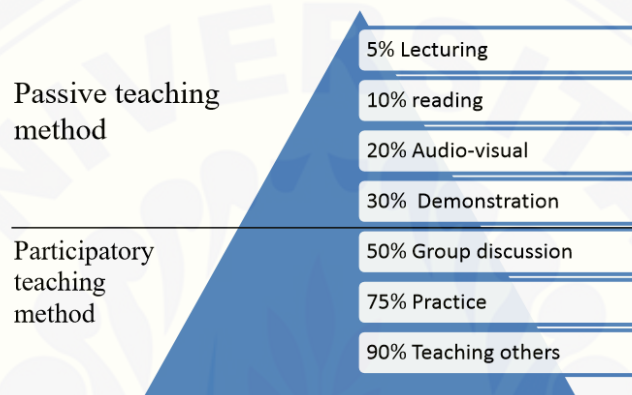 Passive teaching
method
5% Lecturing
10% reading
20% Audio-visual
30% Demonstration
Participatory
teaching
method
50% Group discussion
75% Practice
90% Teaching others